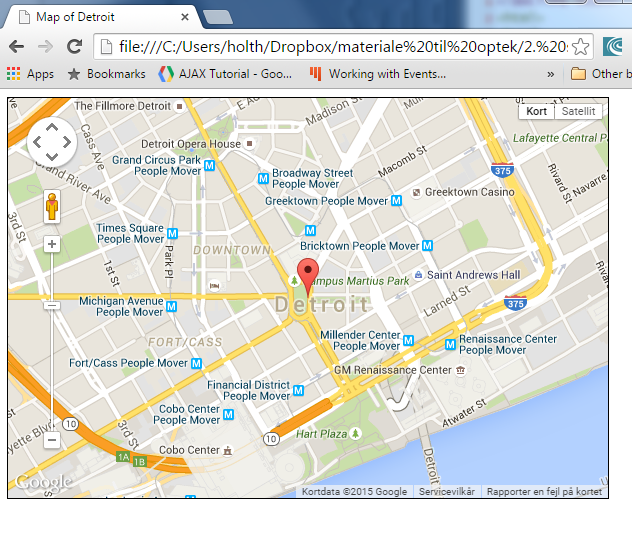 Map of Detroit
file:///C:/Users/holth/Dropbox/materiale%20til%20optek/2.%20
Apps
Bookmarks
AJAX Tutorial - Goo...
Working with Events...
»
Other b
The Fillmore Detroit
Madison St
Kort
Satellit
Cass Ave
Detroit Opera House
Lafayette Central Pa
Macomb St
Grand Circus Park
People Mover
Broadway Street
People Mover
375
Rivard St
Navarre
Grand River Ave
Greektown Casino
3rd St
Greektown People Mover
Times Square
People Mover
Park Pl
DOWNTOWN
Bricktown People Mover
1st St
Campus Martius Park
Saint Andrews Hall
Rivard St
Michigan Avenue
People Mover
Detroit
Larned St
375
FORT/CASS
Millender Center
People Mover
Renaissance Center
People Mover
Fort/Cass People Mover
GM Renaissance Center
Financial District
People Mover
Cobo Center
People Mover
Atwater St
10
3rd St
Lafayette Blv
10
Hart Plaza
Cobo Center
1A
1B
Detroit
Google
Kortdata ©2015 Google
Servicevilkår
Rapporter en fejl på kortet